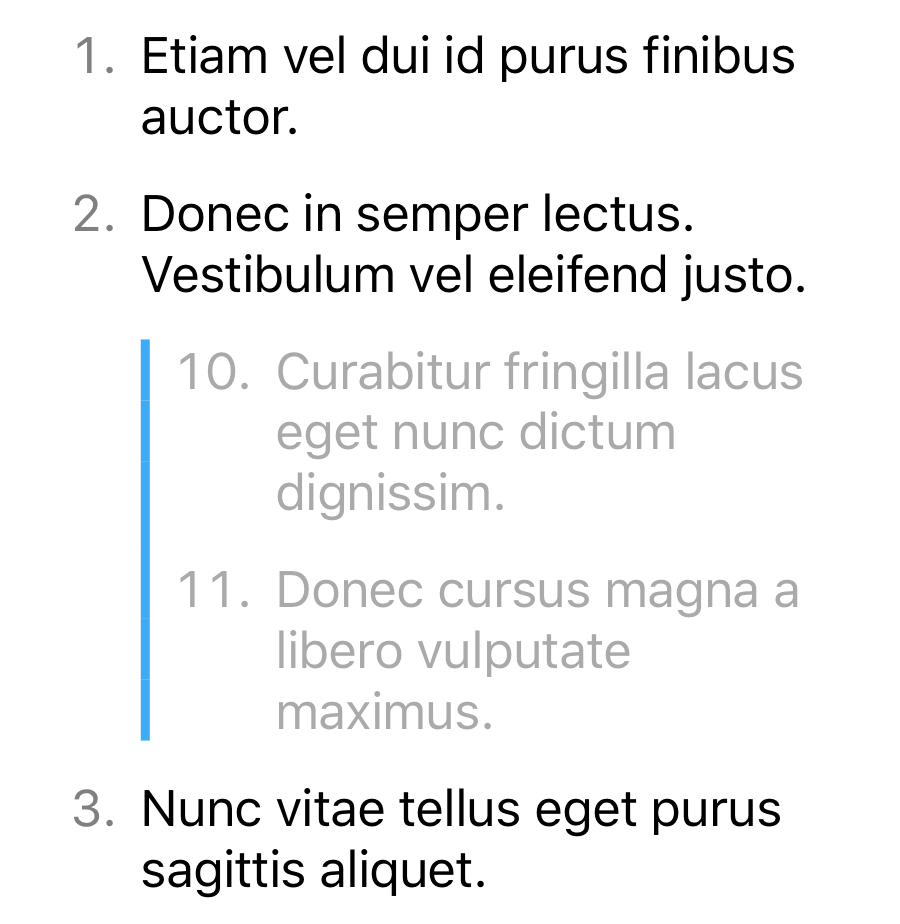 1. Etiam vel dui id purus finibus
auctor.
2. Donec in semper lectus.
Vestibulum vel eleifend justo.
10. Curabitur fringilla lacus
eget nunc dictum
dignissim.
11. Donec cursus magna a
libero vulputate
maximus.
3. Nunc vitae tellus eget purus
sagittis aliquet.